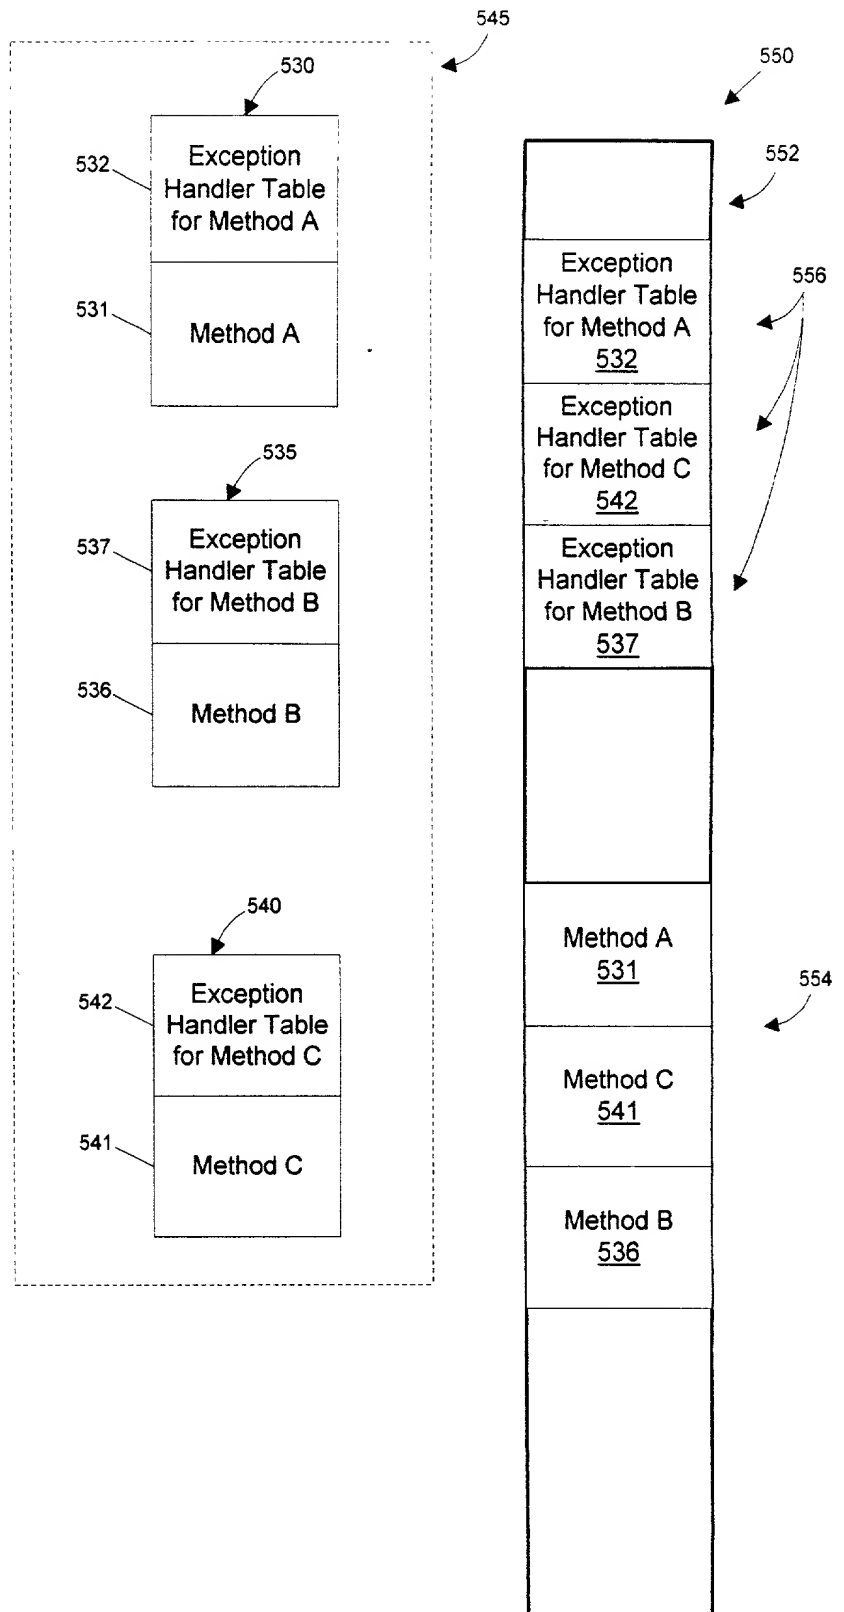 545
530
532
Exception
Handler Table
for Method A
531
Method A
535
537
Exception
Handler Table
for Method B
536
Method B
540
542
Exception
Handler Table
for Method C
541
Method C
550
552
Exception
Handler Table
for Method A
532
556
Exception
Handler Table
for Method C
542
Exception
Handler Table
for Method B
537
Method A
531
554
Method C
541
Method B
536